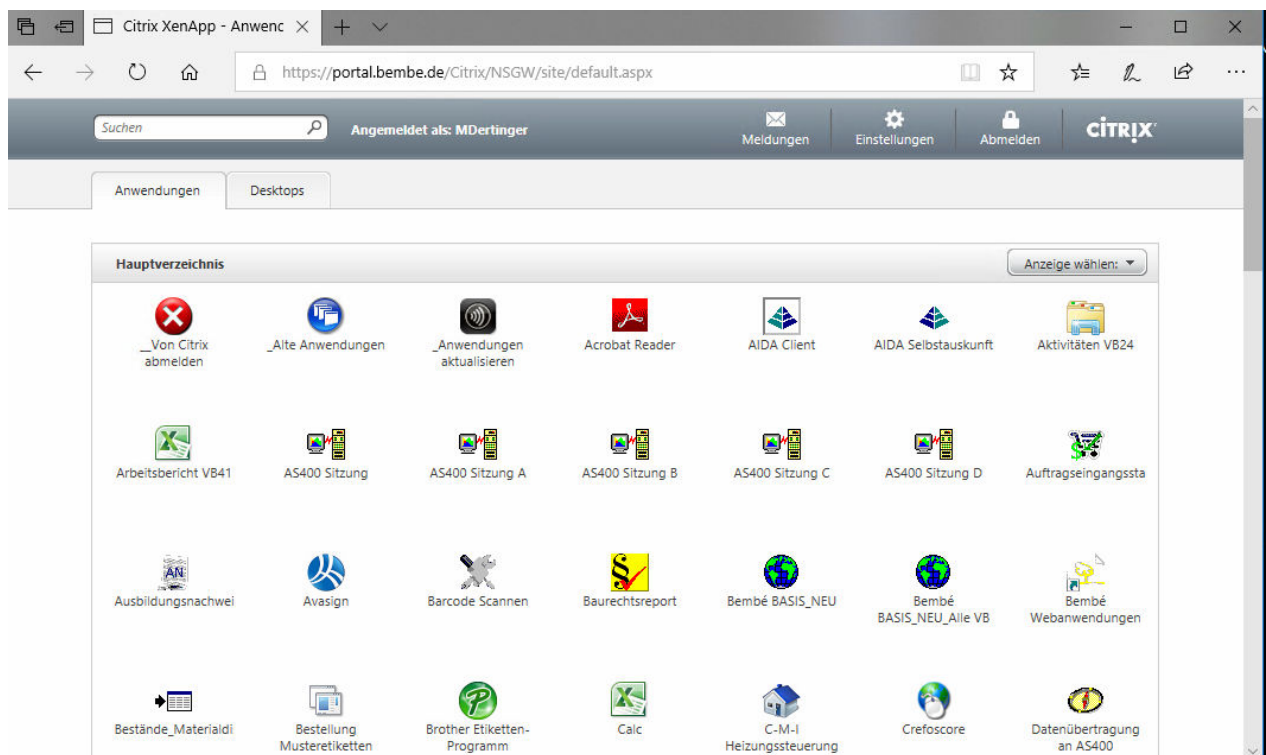 Citrix XenApp - Anwenc
https://portal.bembe.de/Citrix/NSGW/site/default.aspx
Suchen
Angemeldet als: MDertinger
Meldungen
Einstellungen
Abmelden
CITRIX
Anwendungen
Desktops
Hauptverzeichnis
Anzeige wählen:
__Von Citrix
abmelden
_Alte Anwendungen
_Anwendungen
aktualisieren
Acrobat Reader
AIDA Client
AIDA Selbstauskunft
Aktivitäten VB24
Arbeitsbericht VB41
AS400 Sitzung
AS400 Sitzung A
AS400 Sitzung B
AS400 Sitzung C
AS400 Sitzung D
Auftragseingangssta
AN
Ausbildungsnachwei
Avasign
Barcode Scannen
§
Baurechtsreport
Bembé BASIS_NEU
Bembé
BASIS_NEU_Alle VB
Bembé
Webanwendungen
Bestände_Materialdi
Bestellung
Musteretiketten
P
Brother Etiketten-
Programm
Calc
C-M-I
Heizungssteuerung
Crefoscore
Datenübertragung
an AS400